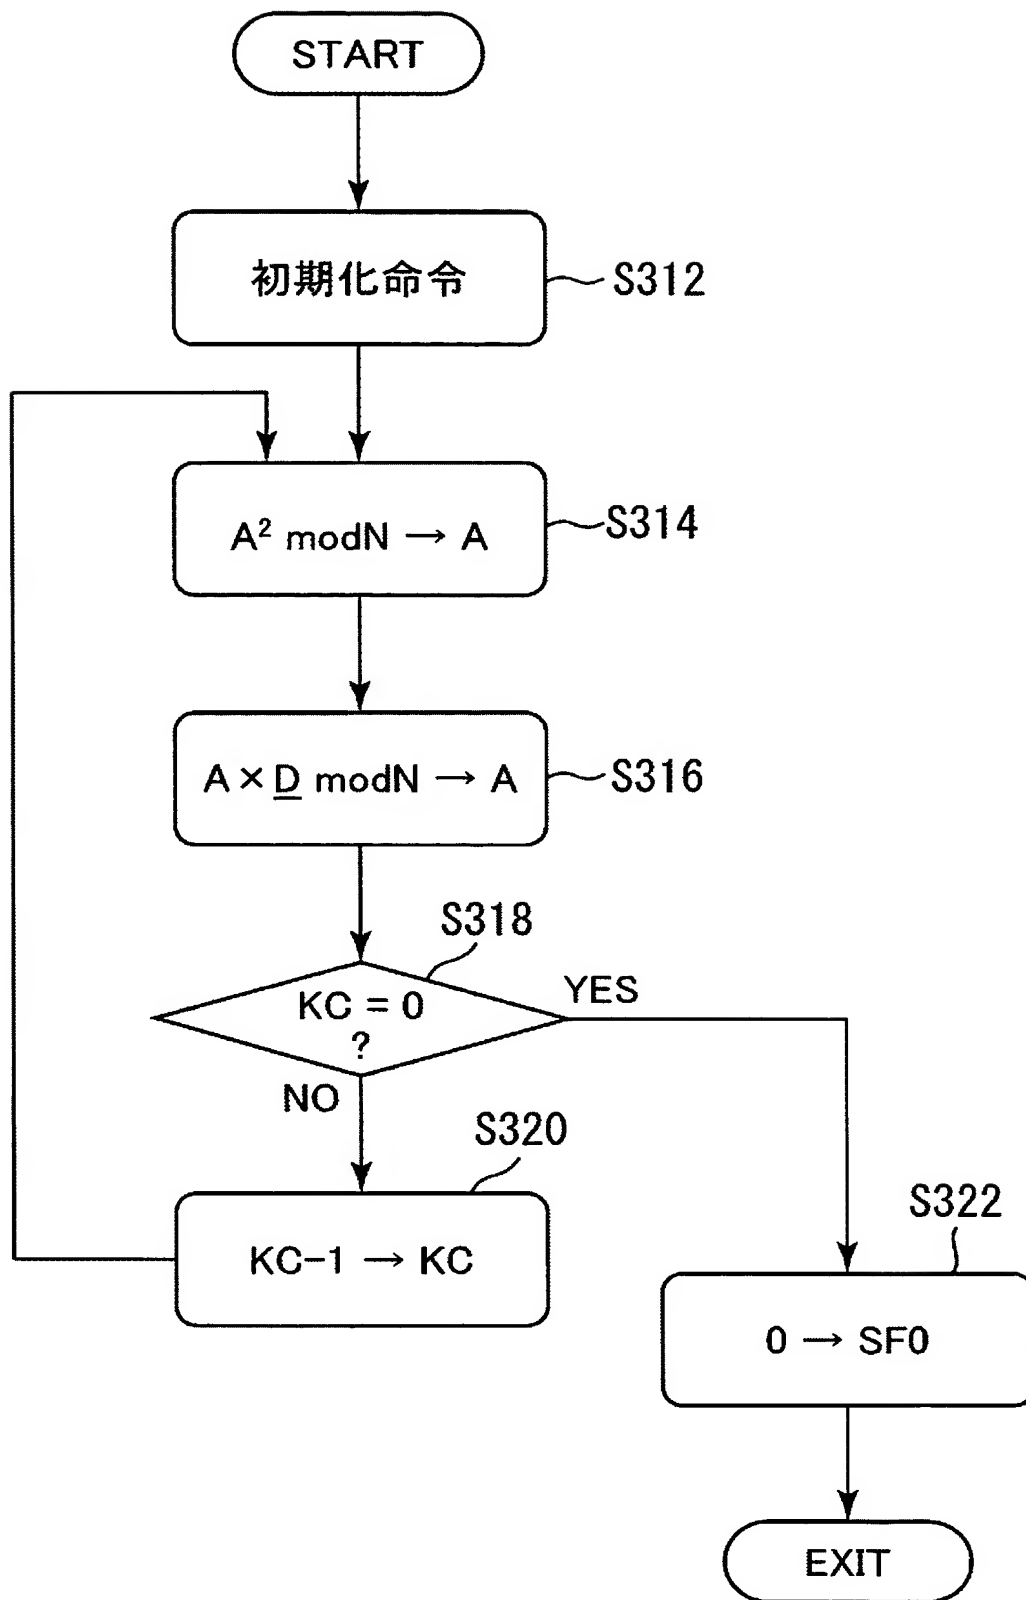 START
初期化命令
S312
A² modN → A
S314
A × D modN → A
S316
S318
KC = 0
?
YES
NO
S320
KC-1 → KC
S322
0 → SF0
EXIT